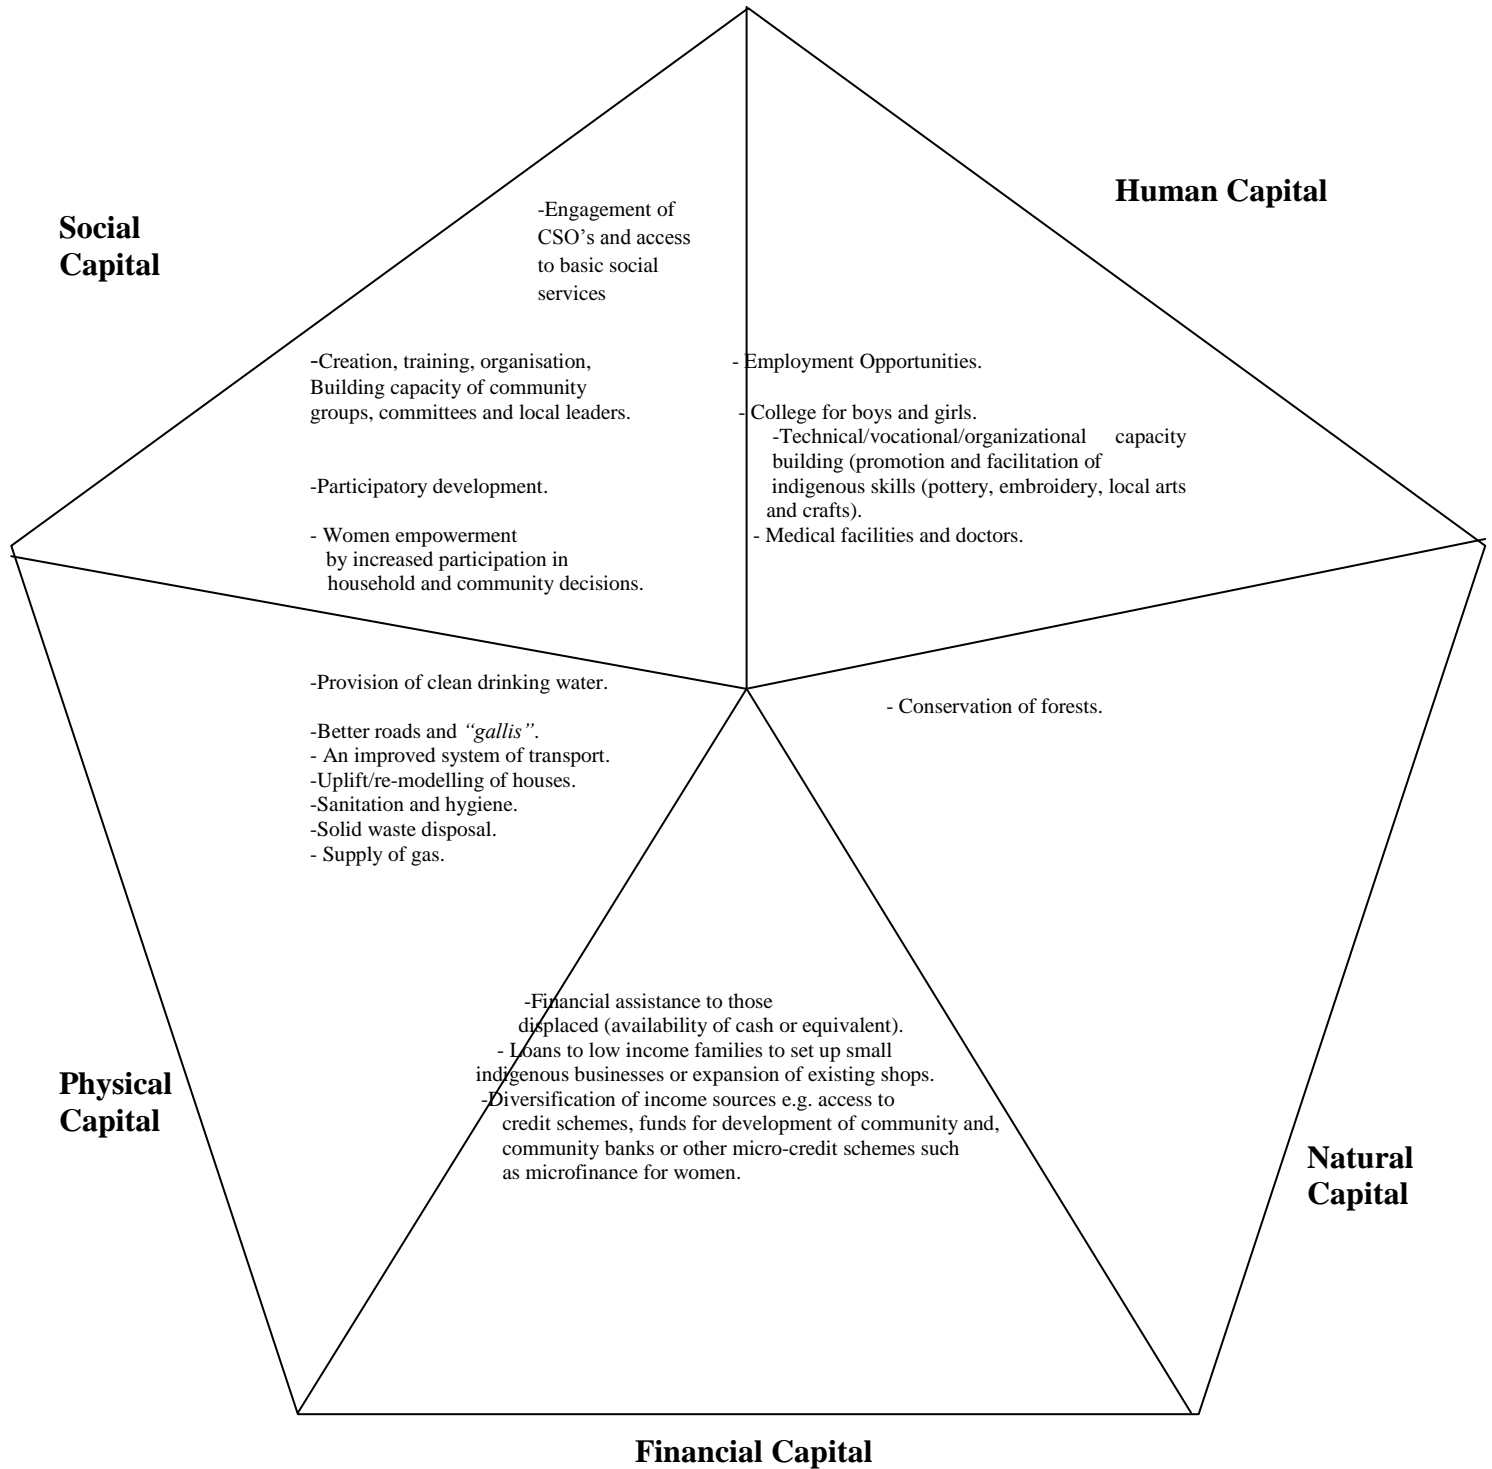 Human Capital
Social
Capital
-Engagement of
CSO's and access
to basic social
services
-Creation, training, organisation,
Building capacity of community
groups, committees and local leaders.
-Participatory development.
- Women empowerment
by increased participation in
household and community decisions.
- Employment Opportunities.
- College for boys and girls.
-Technical/vocational/organizational capacity
building (promotion and facilitation of
indigenous skills (pottery, embroidery, local arts
and crafts).
- Medical facilities and doctors.
-Provision of clean drinking water.
-Better roads and “gallis”.
- An improved system of transport.
-Uplift/re-modelling of houses.
-Sanitation and hygiene.
-Solid waste disposal.
- Supply of gas.
- Conservation of forests.
-Financial assistance to those
displaced (availability of cash or equivalent).
- Loans to low income families to set up small
indigenous businesses or expansion of existing shops.
-Diversification of income sources e.g. access to
credit schemes, funds for development of community and,
community banks or other micro-credit schemes such
as microfinance for women.
Physical
Capital
Natural
Capital
Financial Capital